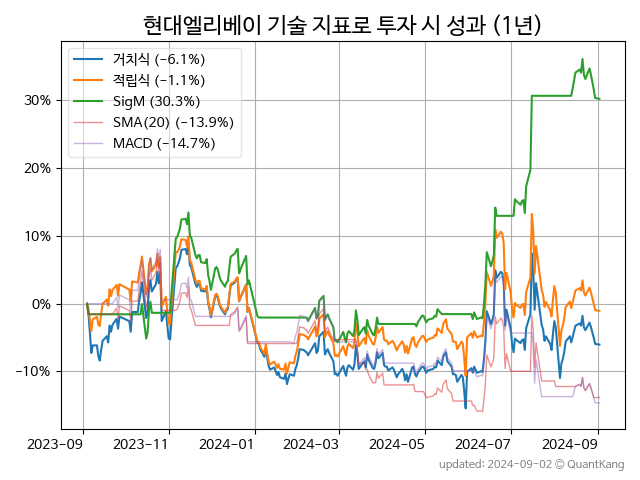 현대엘리베이 기술 지표로 투자 시 성과 (1년)
거치식 (−6.1%)
적립식 (−1.1%)
SigM (30.3%)
SMA(20) (−13.9%)
MACD (−14.7%)
30%
20%
10%
0%
−10%
2023-09 2023-11 2024-01 2024-03 2024-05 2024-07 2024-09
updated: 2024-09-02 © QuantKang